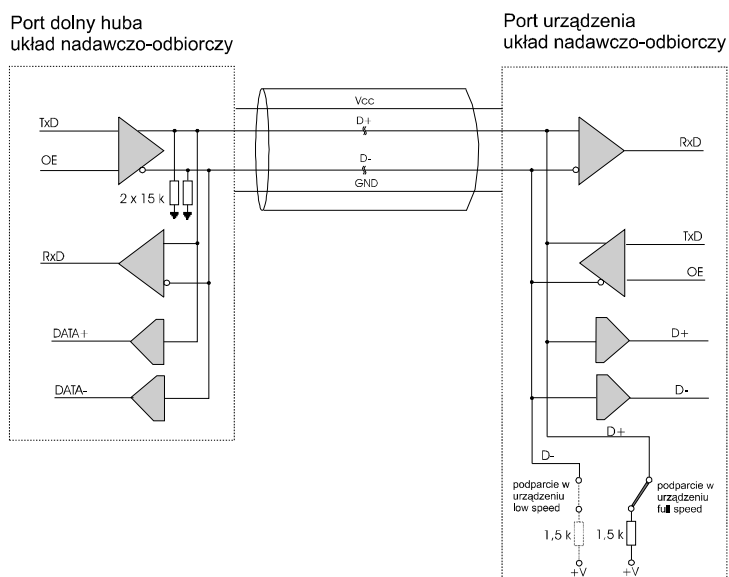 Port dolny huba
układ nadawczo-odbiorczy
Port urządzenia
układ nadawczo-odbiorczy
TxD
OE
2 x 15 k
RxD
DATA+
DATA-
Vcc
D+
D-
GND
RxD
TxD
OE
D+
D-
D+
D-
podparcie w
urządzeniu
low speed
podparcie w
urządzeniu
full speed
1,5 k
1,5 k
+V
+V